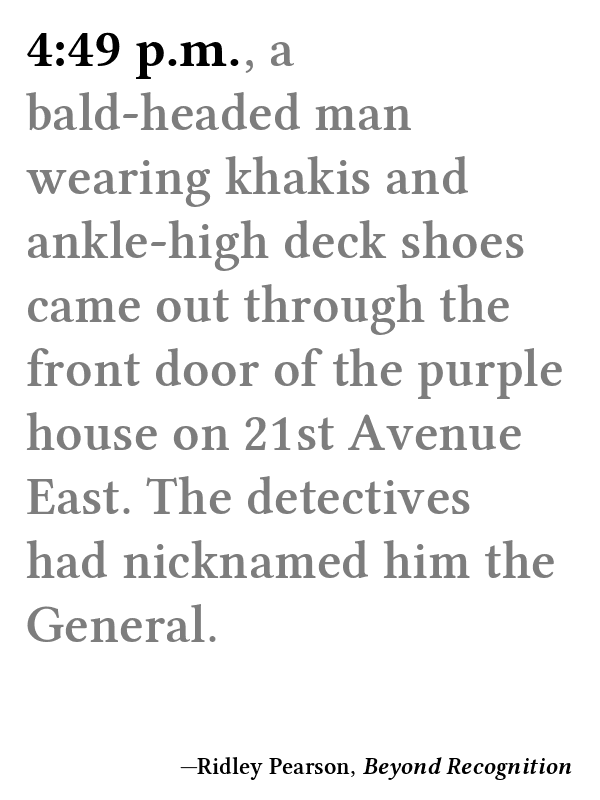 4:49 p.m., a
bald-headed man
wearing khakis and
ankle-high deck shoes
came out through the
front door of the purple
house on 21st Avenue
East. The detectives
had nicknamed him the
General.
—Ridley Pearson, Beyond Recognition